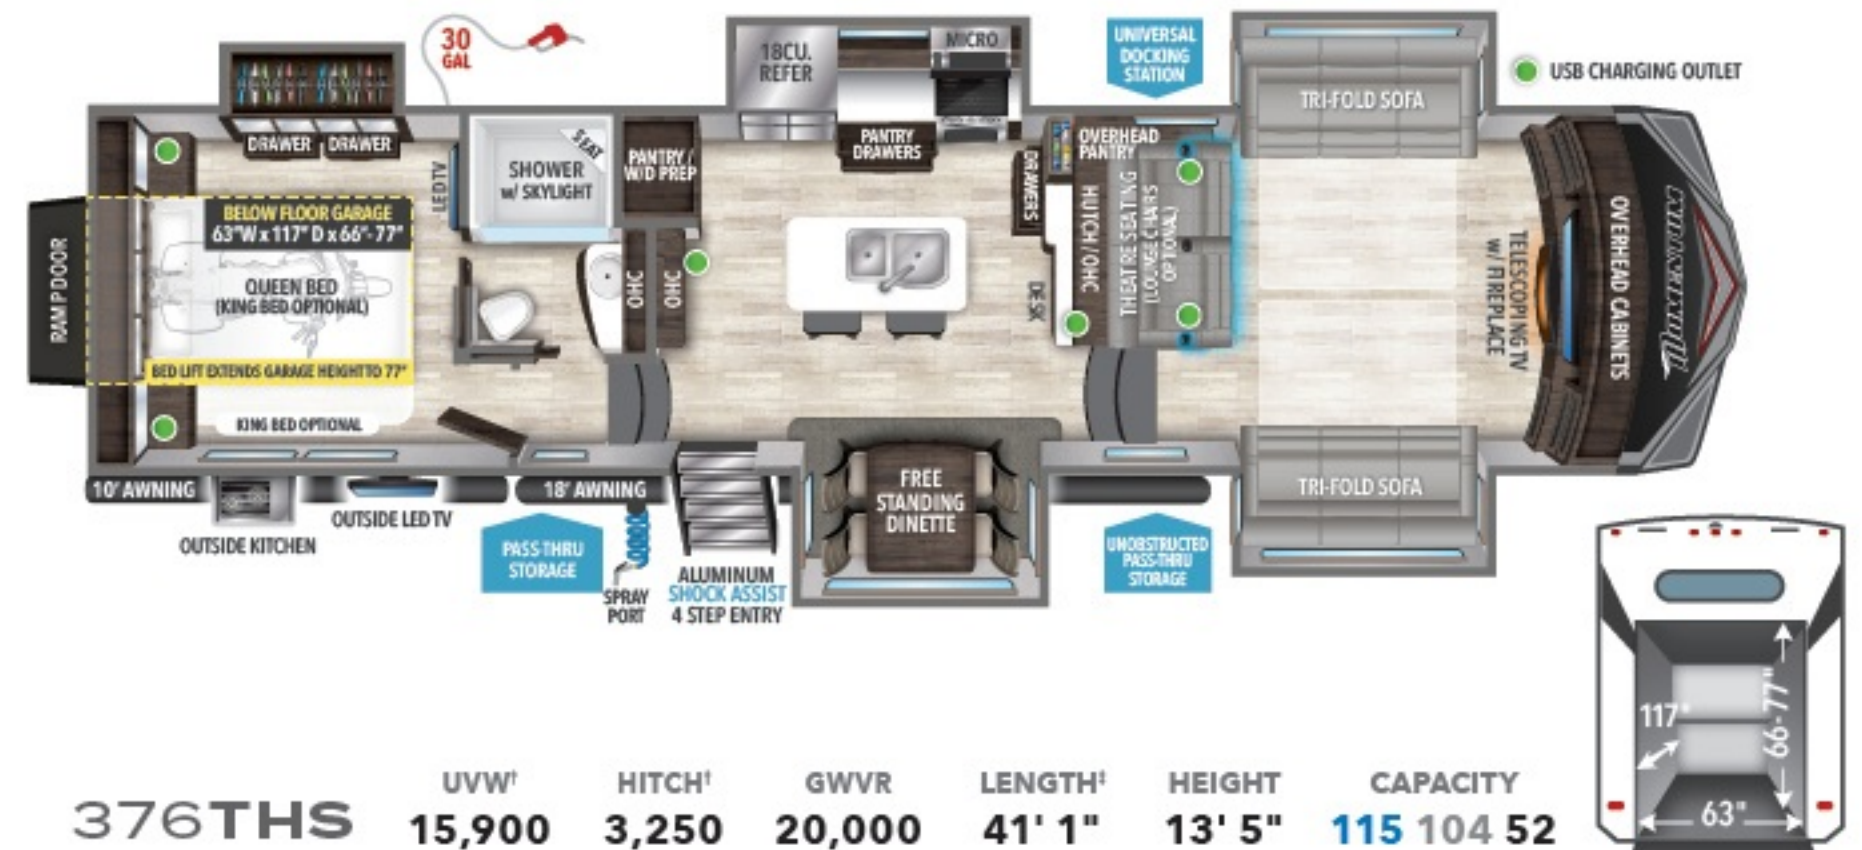 30
GAL
18CU.
REFER
MICRO
UNIVERSAL
DOCKING
STATION
TRI-FOLD SOFA
USB CHARGING OUTLET
DRAWER
DRAWER
LED TV
SEAT
SHOWER
w/ SKYLIGHT
PANTRY /
W/D PREP
PANTRY
DRAWERS
DRAWERS
OVERHEAD
PANTRY
HUTCH / OHC
THEATRE SEATING
(LOUNGE CHAIRS
OPTIONAL)
RAMP DOOR
BELOW FLOOR GARAGE
63"W x 117" D x 66"-77"
QUEEN BED
(KING BED OPTIONAL)
BED LIFT EXTENDS GARAGE HEIGHT TO 77"
KING BED OPTIONAL
OHC
OHC
DESK
TELESCOPING TV
w/ FIREPLACE
OVERHEAD CABINETS
MOMENTUM
10' AWNING
OUTSIDE KITCHEN
OUTSIDE LED TV
18' AWNING
PASS-THRU
STORAGE
SPRAY
PORT
ALUMINUM
SHOCK ASSIST
4 STEP ENTRY
FREE
STANDING
DINETTE
UNOBSTRUCTED
PASS-THRU
STORAGE
TRI-FOLD SOFA
117"
66-77"
63"
376THS
UVW† HITCH† GWVR LENGTH‡ HEIGHT CAPACITY
15,900 3,250 20,000 41' 1" 13' 5" 115 104 52